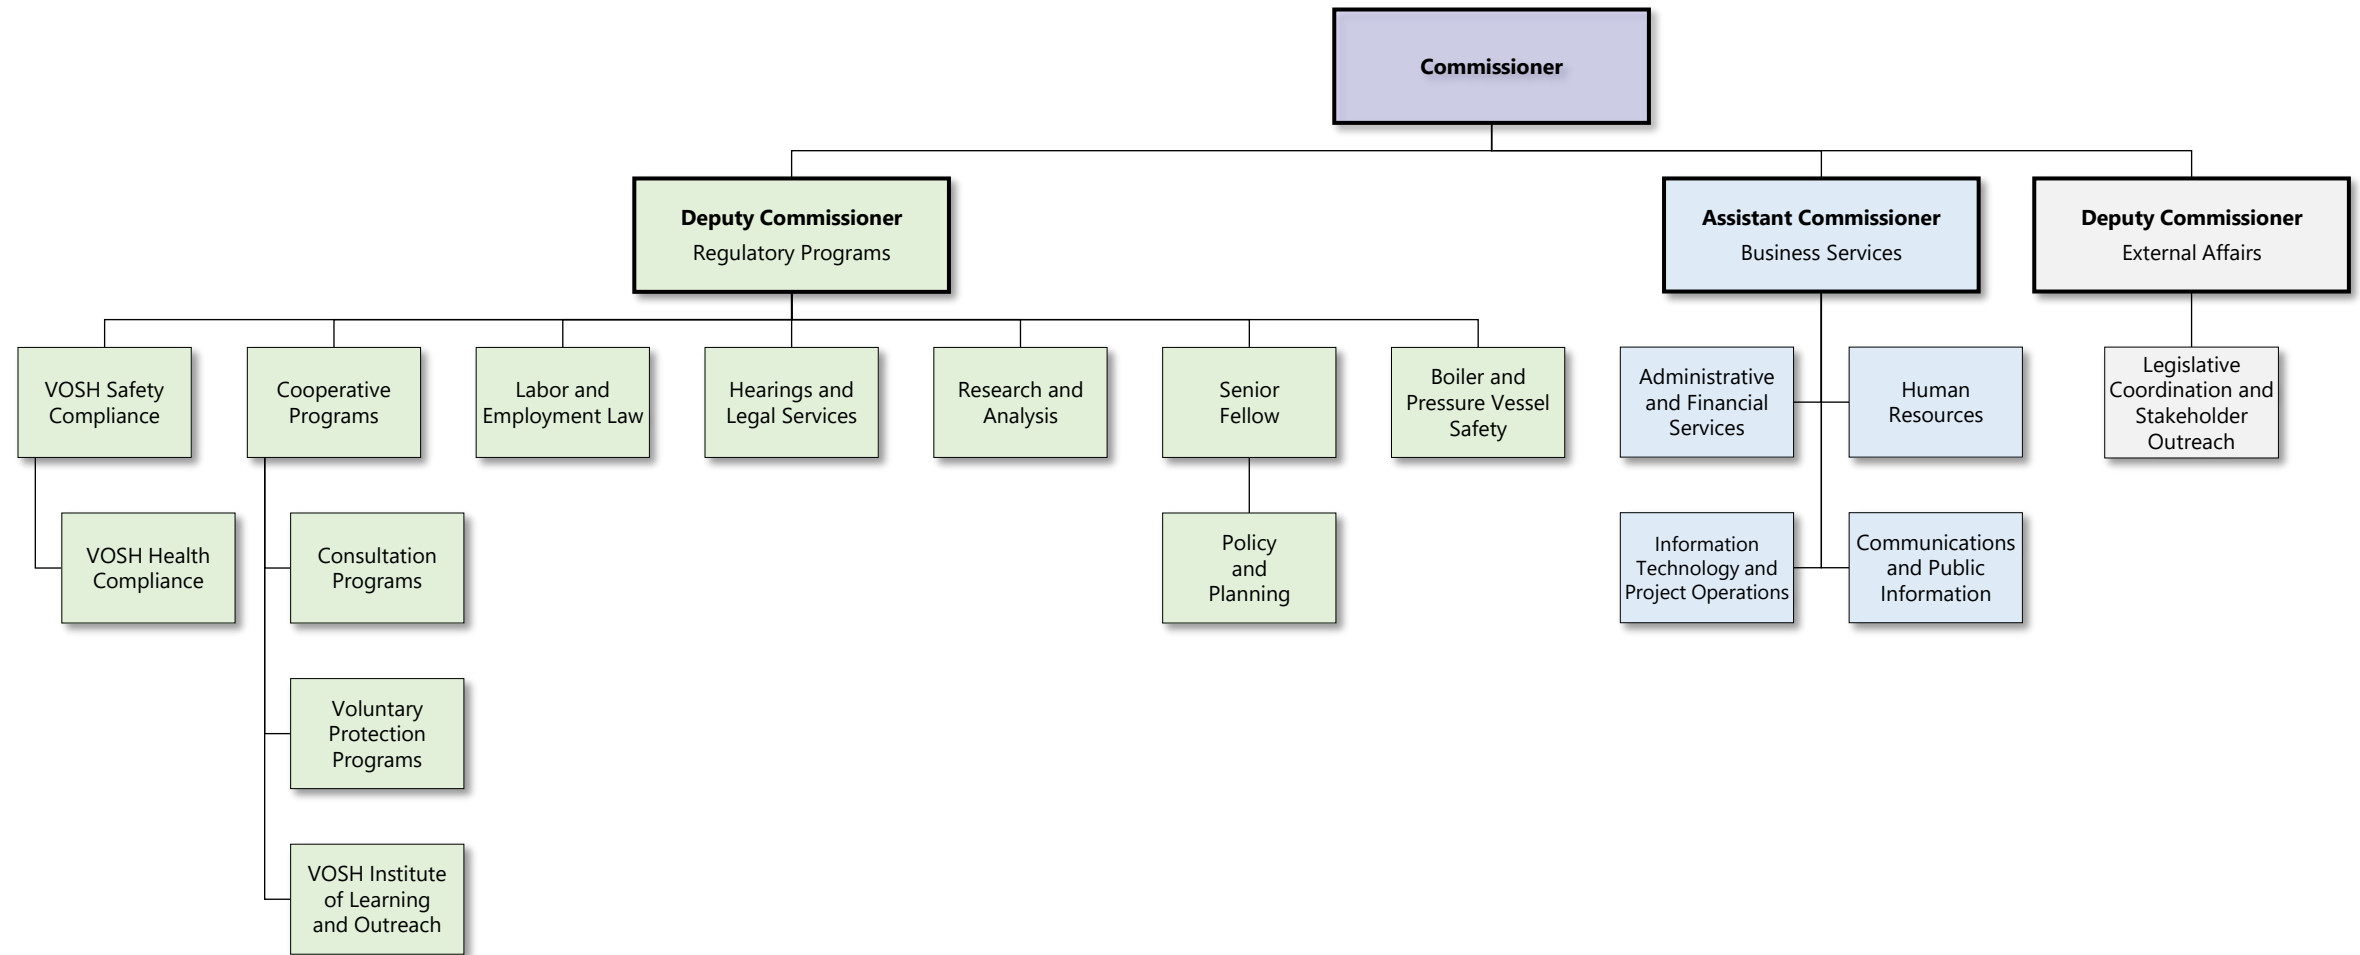 Commissioner
Deputy Commissioner
Regulatory Programs
Assistant Commissioner
Business Services
Deputy Commissioner
External Affairs
VOSH Safety
Compliance
Cooperative
Programs
Labor and
Employment Law
Hearings and
Legal Services
Research and
Analysis
Senior
Fellow
Boiler and
Pressure Vessel
Safety
Administrative
and Financial
Services
Human
Resources
Legislative
Coordination and
Stakeholder
Outreach
VOSH Health
Compliance
Consultation
Programs
Policy
and
Planning
Information
Technology and
Project Operations
Communications
and Public
Information
Voluntary
Protection
Programs
VOSH Institute
of Learning
and Outreach